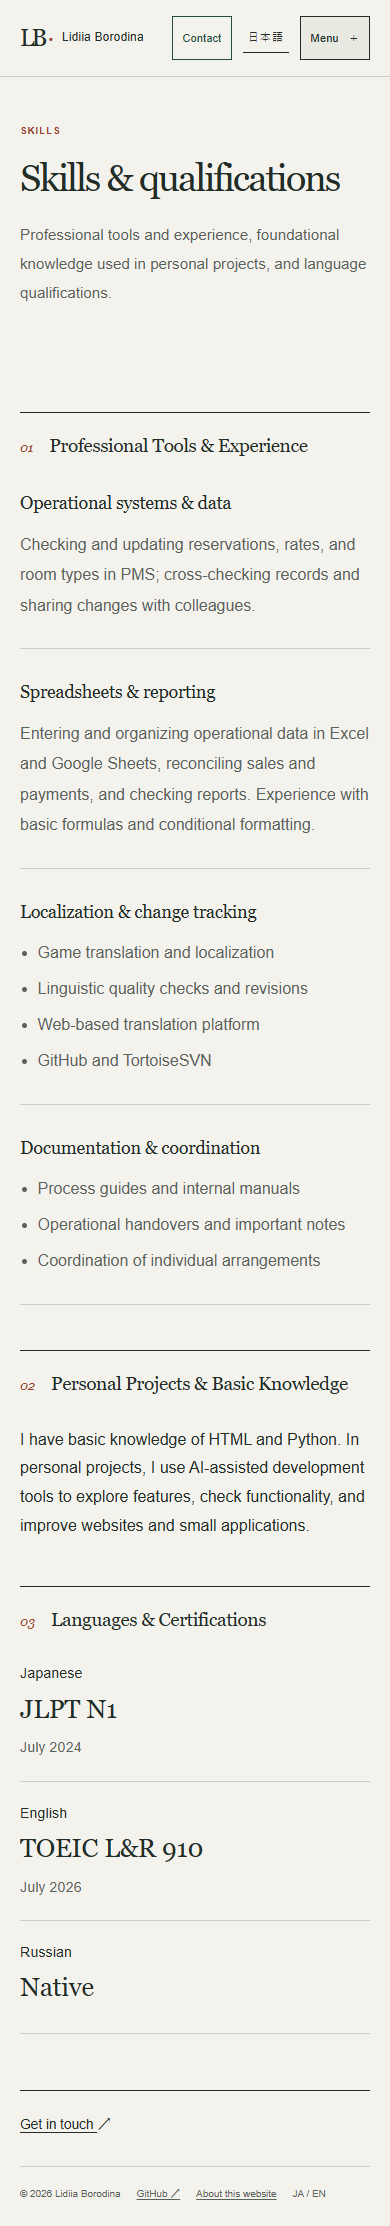 LB· Lidiia Borodina Contact 日本語 Menu +
SKILLS
Skills & qualifications
Professional tools and experience, foundational
knowledge used in personal projects, and language
qualifications.
01 Professional Tools & Experience
Operational systems & data
Checking and updating reservations, rates, and
room types in PMS; cross-checking records and
sharing changes with colleagues.
Spreadsheets & reporting
Entering and organizing operational data in Excel
and Google Sheets, reconciling sales and
payments, and checking reports. Experience with
basic formulas and conditional formatting.
Localization & change tracking
• Game translation and localization
• Linguistic quality checks and revisions
• Web-based translation platform
• GitHub and TortoiseSVN
Documentation & coordination
• Process guides and internal manuals
• Operational handovers and important notes
• Coordination of individual arrangements
02 Personal Projects & Basic Knowledge
I have basic knowledge of HTML and Python. In
personal projects, I use AI-assisted development
tools to explore features, check functionality, and
improve websites and small applications.
03 Languages & Certifications
Japanese
JLPT N1
July 2024
English
TOEIC L&R 910
July 2026
Russian
Native
Get in touch ↗
© 2026 Lidiia Borodina GitHub ↗ About this website JA / EN